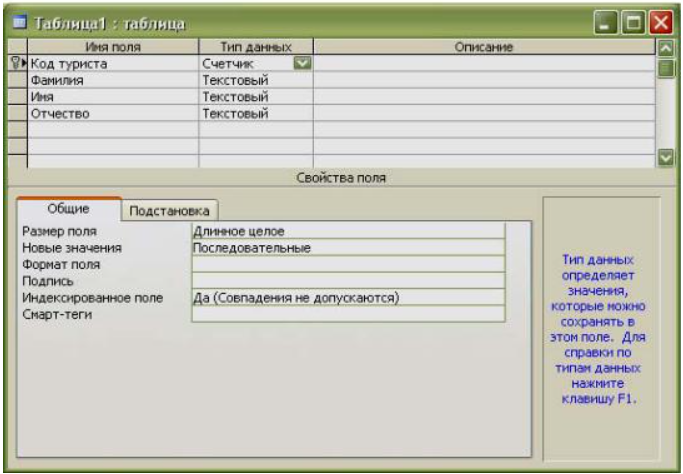 Таблица1 : таблица
Имя поля Тип данных Описание
Код туриста Счетчик
Фамилия Текстовый
Имя Текстовый
Отчество Текстовый
Свойства поля
Общие Подстановка
Размер поля Длинное целое
Новые значения Последовательные
Формат поля
Подпись
Индексированное поле Да (Совпадения не допускаются)
Смарт-теги
Тип данных
определяет
значения,
которые можно
сохранять в
этом поле. Для
справки по
типам данных
нажмите
клавишу F1.